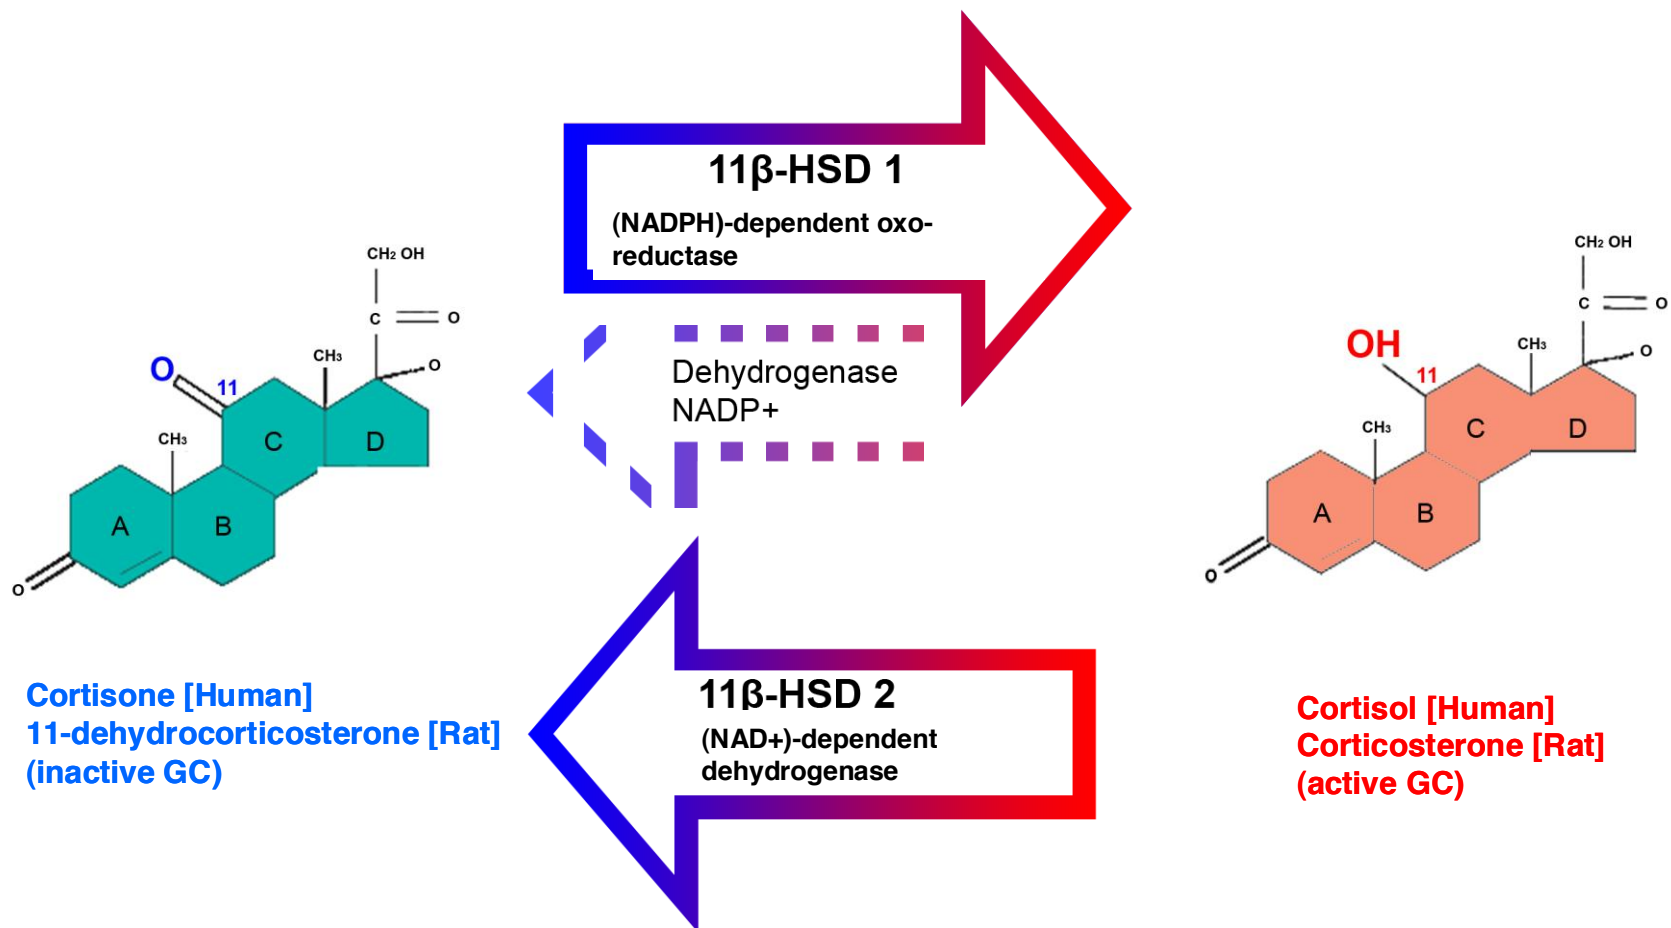 11β-HSD 1
(NADPH)-dependent oxo-
reductase
Dehydrogenase
NADP+
11β-HSD 2
(NAD+)-dependent
dehydrogenase
CH₂ OH
C
O
CH₃
O
O
11
CH₃
C
D
A
B
O
Cortisone [Human]
11-dehydrocorticosterone [Rat]
(inactive GC)
CH₂ OH
C
O
OH
CH₃
O
11
CH₃
C
D
A
B
O
Cortisol [Human]
Corticosterone [Rat]
(active GC)